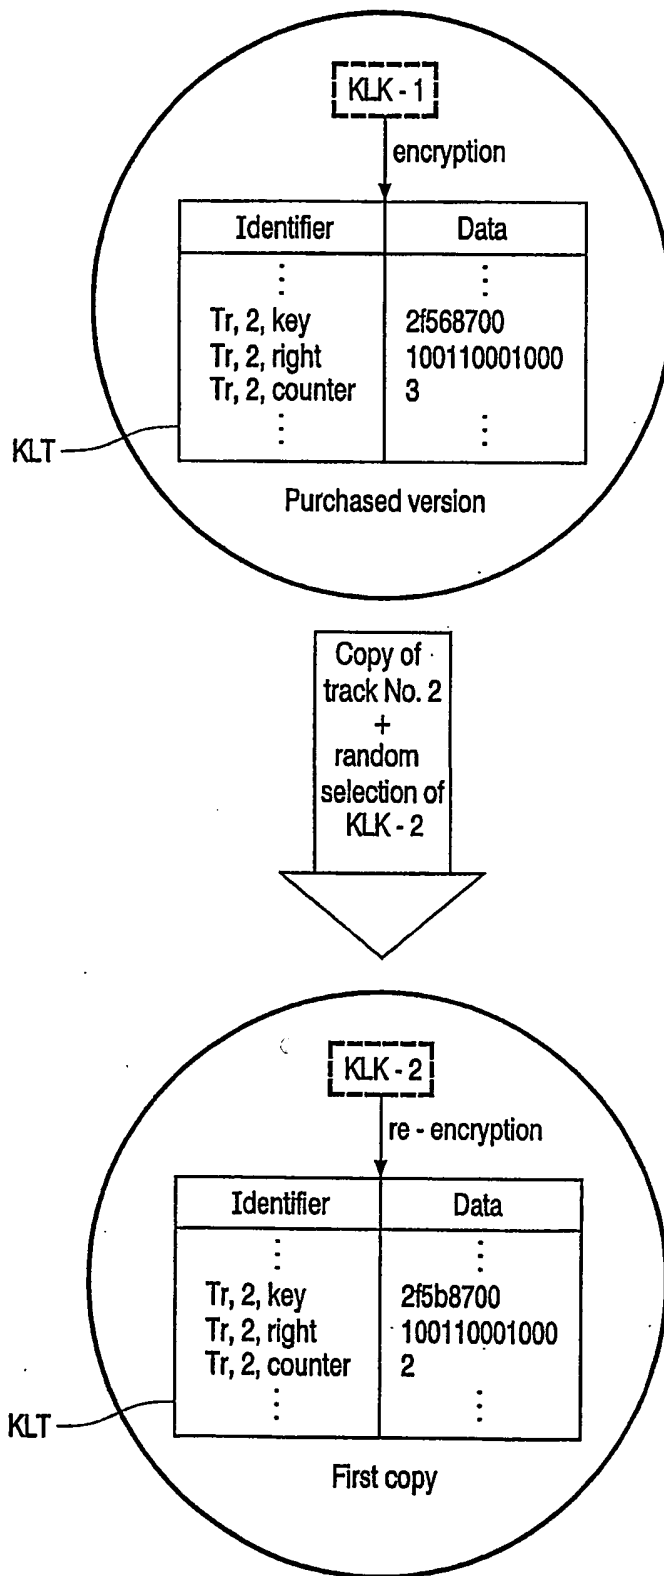 KLK - 1
encryption
Identifier Data
⋮ ⋮
Tr, 2, key 2f568700
Tr, 2, right 100110001000
Tr, 2, counter 3
⋮ ⋮
KLT
Purchased version
Copy of
track No. 2
+
random
selection of
KLK - 2
KLK - 2
re - encryption
Identifier Data
⋮ ⋮
Tr, 2, key 2f5b8700
Tr, 2, right 100110001000
Tr, 2, counter 2
⋮ ⋮
KLT
First copy